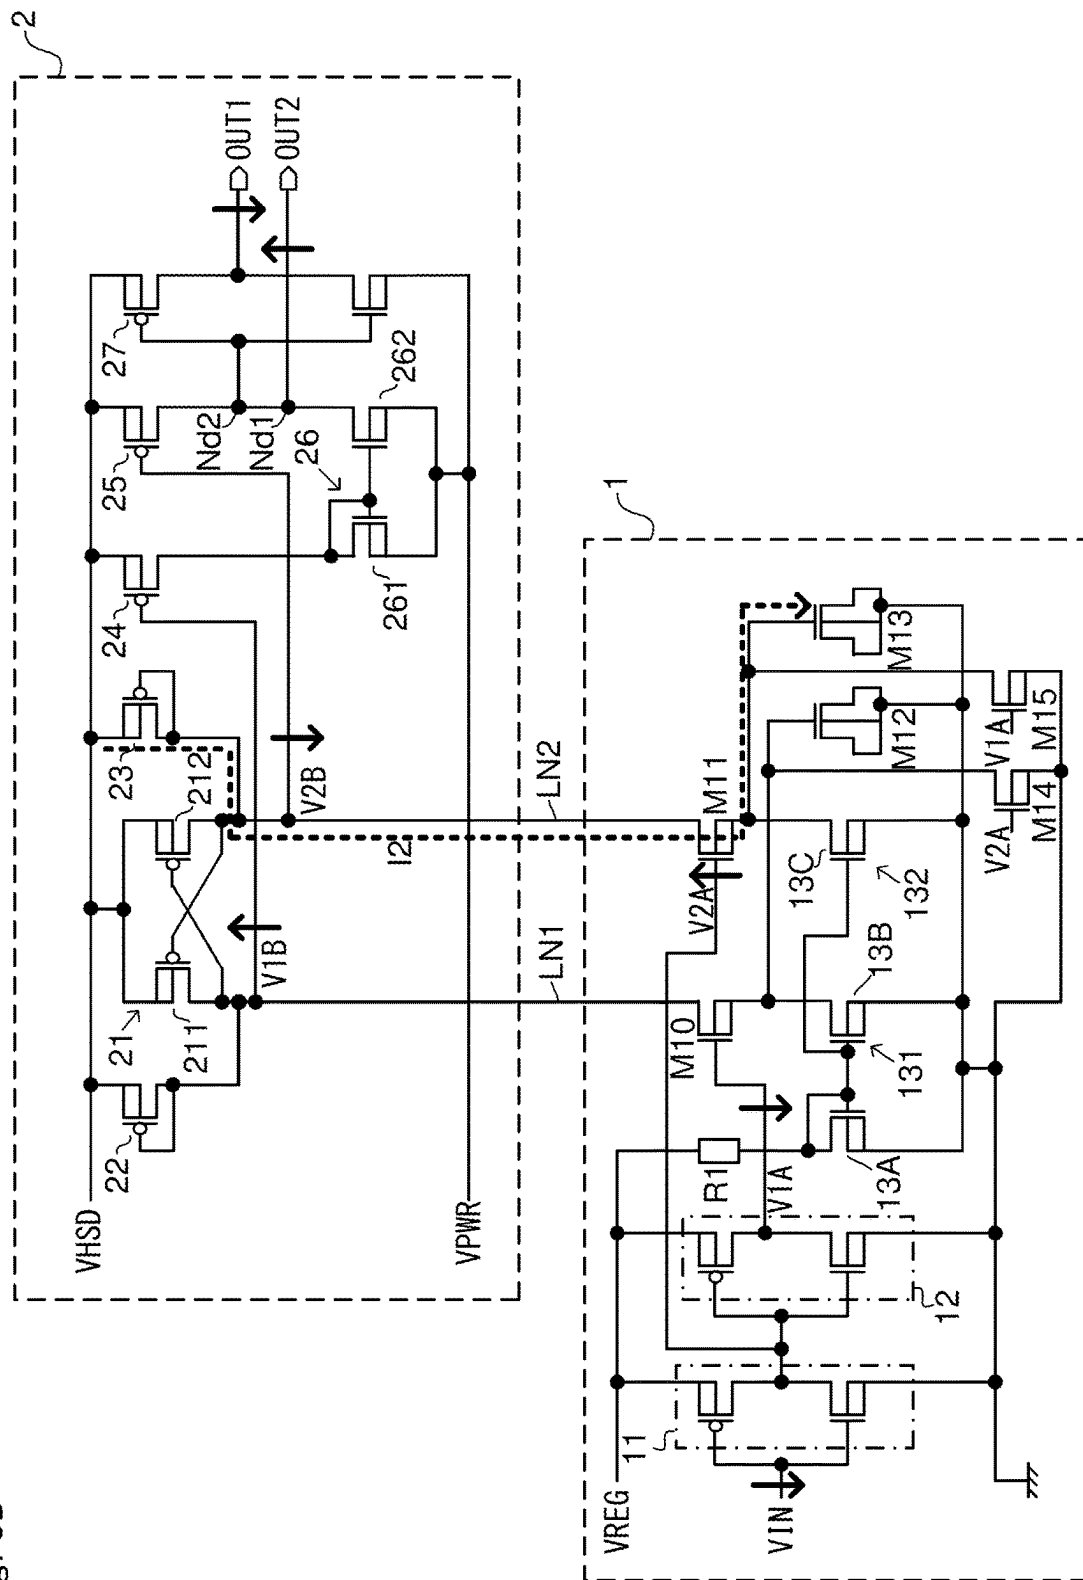 2
VHSD
22
21
211
V1B
212
23
V2B
24
25
Nd2
Nd1
26
261
262
27
OUT1
OUT2
VPWR
LN1
LN2
I2
1
VREG
VIN
11
12
R1
V1A
13A
M10
131
13B
V2A
M11
13C
132
M12
M13
V2A
M14
V1A
M15